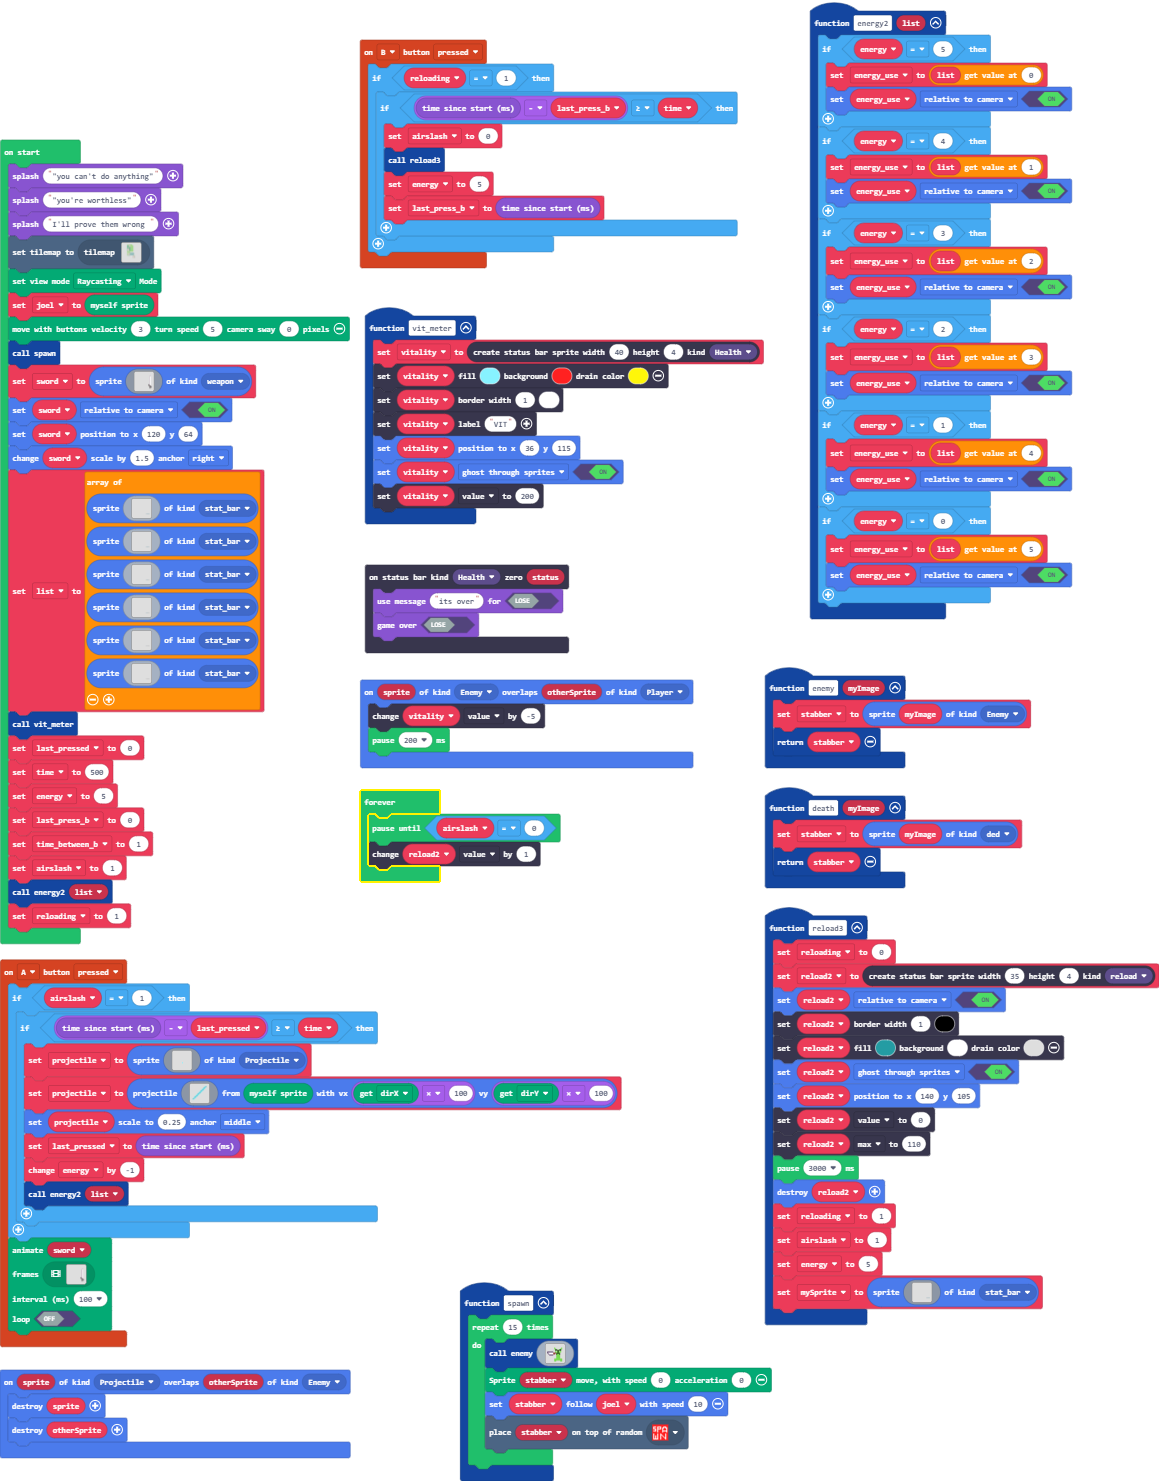 on start
splash "you can't do anything"
splash "you're worthless"
splash "I'll prove them wrong"
set tilemap to tilemap
set view mode Raycasting Mode
set joel to myself sprite
move with buttons velocity 3 turn speed 5 camera sway 0 pixels
call spawn
set sword to sprite of kind weapon
set sword relative to camera ON
set sword position to x 120 y 64
change sword scale by 1.5 anchor right
set list to array of
sprite of kind stat_bar
sprite of kind stat_bar
sprite of kind stat_bar
sprite of kind stat_bar
sprite of kind stat_bar
sprite of kind stat_bar
call vit_meter
set last_pressed to 0
set time to 500
set energy to 5
set last_press_b to 0
set time_between_b to 1
set airslash to 1
call energy2 list
set reloading to 1
on A button pressed
if airslash = 1 then
if time since start (ms) - last_pressed ≥ time then
set projectile to sprite of kind Projectile
set projectile to projectile from myself sprite with vx get dirX × 100 vy get dirY × 100
set projectile scale to 0.25 anchor middle
set last_pressed to time since start (ms)
change energy by -1
call energy2 list
animate sword
frames
interval (ms) 100
loop OFF
on sprite of kind Projectile overlaps otherSprite of kind Enemy
destroy sprite
destroy otherSprite
on B button pressed
if reloading = 1 then
if time since start (ms) - last_press_b ≥ time then
set airslash to 0
call reload3
set energy to 5
set last_press_b to time since start (ms)
function vit_meter
set vitality to create status bar sprite width 40 height 4 kind Health
set vitality fill background drain color
set vitality border width 1
set vitality label "VIT"
set vitality position to x 36 y 115
set vitality ghost through sprites ON
set vitality value to 200
on status bar kind Health zero status
use message "its over" for LOSE
game over LOSE
on sprite of kind Enemy overlaps otherSprite of kind Player
change vitality value by -5
pause 200 ms
forever
pause until airslash = 0
change reload2 value by 1
function spawn
repeat 15 times
do
call enemy
Sprite stabber move, with speed 0 acceleration 0
set stabber follow joel with speed 10
place stabber on top of random SPAWN
function energy2 list
if energy = 5 then
set energy_use to list get value at 0
set energy_use relative to camera ON
if energy = 4 then
set energy_use to list get value at 1
set energy_use relative to camera ON
if energy = 3 then
set energy_use to list get value at 2
set energy_use relative to camera ON
if energy = 2 then
set energy_use to list get value at 3
set energy_use relative to camera ON
if energy = 1 then
set energy_use to list get value at 4
set energy_use relative to camera ON
if energy = 0 then
set energy_use to list get value at 5
set energy_use relative to camera ON
function enemy myImage
set stabber to sprite myImage of kind Enemy
return stabber
function death myImage
set stabber to sprite myImage of kind ded
return stabber
function reload3
set reloading to 0
set reload2 to create status bar sprite width 35 height 4 kind reload
set reload2 relative to camera ON
set reload2 border width 1
set reload2 fill background drain color
set reload2 ghost through sprites ON
set reload2 position to x 140 y 105
set reload2 value to 0
set reload2 max to 110
pause 3000 ms
destroy reload2
set reloading to 1
set airslash to 1
set energy to 5
set mySprite to sprite of kind stat_bar